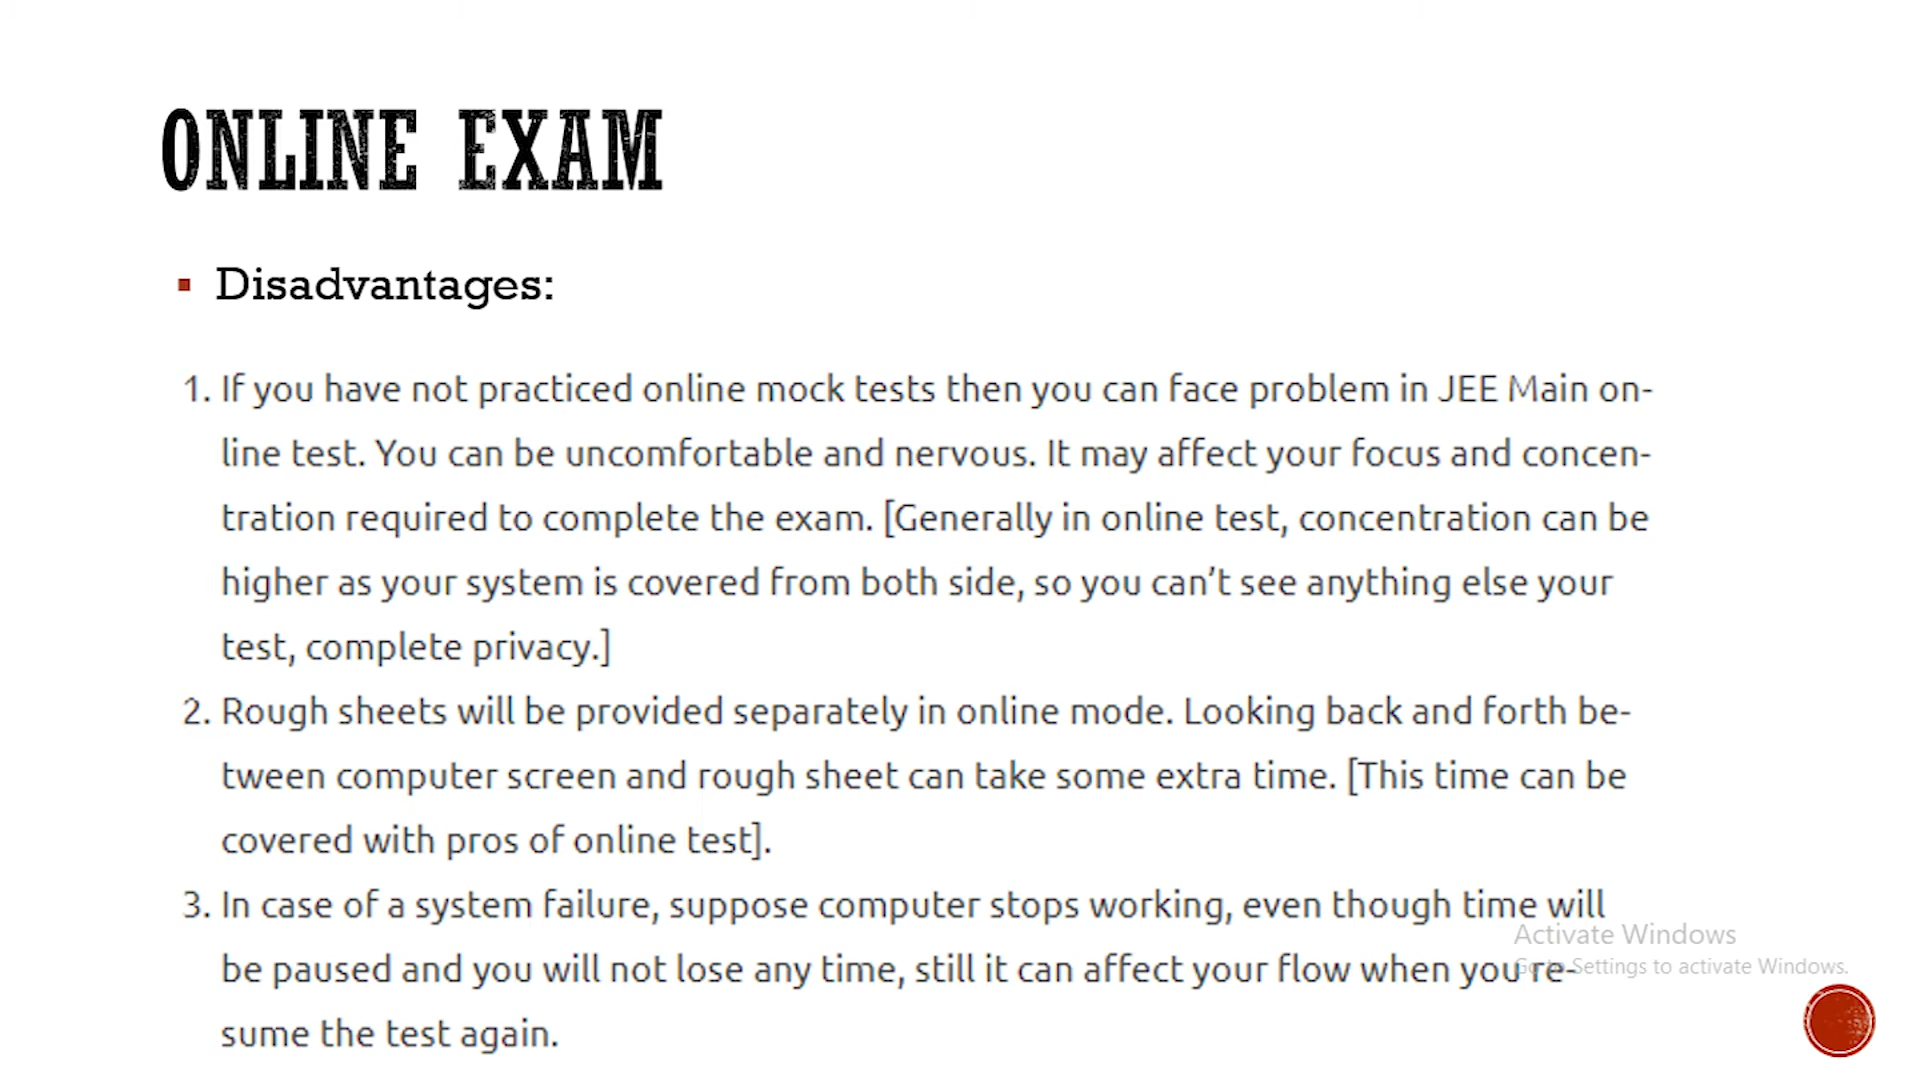 ONLINE EXAM
Disadvantages:
1. If you have not practiced online mock tests then you can face problem in JEE Main on-
line test. You can be uncomfortable and nervous. It may affect your focus and concen-
tration required to complete the exam. [Generally in online test, concentration can be
higher as your system is covered from both side, so you can’t see anything else your
test, complete privacy.]
2. Rough sheets will be provided separately in online mode. Looking back and forth be-
tween computer screen and rough sheet can take some extra time. [This time can be
covered with pros of online test].
3. In case of a system failure, suppose computer stops working, even though time will
be paused and you will not lose any time, still it can affect your flow when you re-
sume the test again.
Activate Windows
Go to Settings to activate Windows.